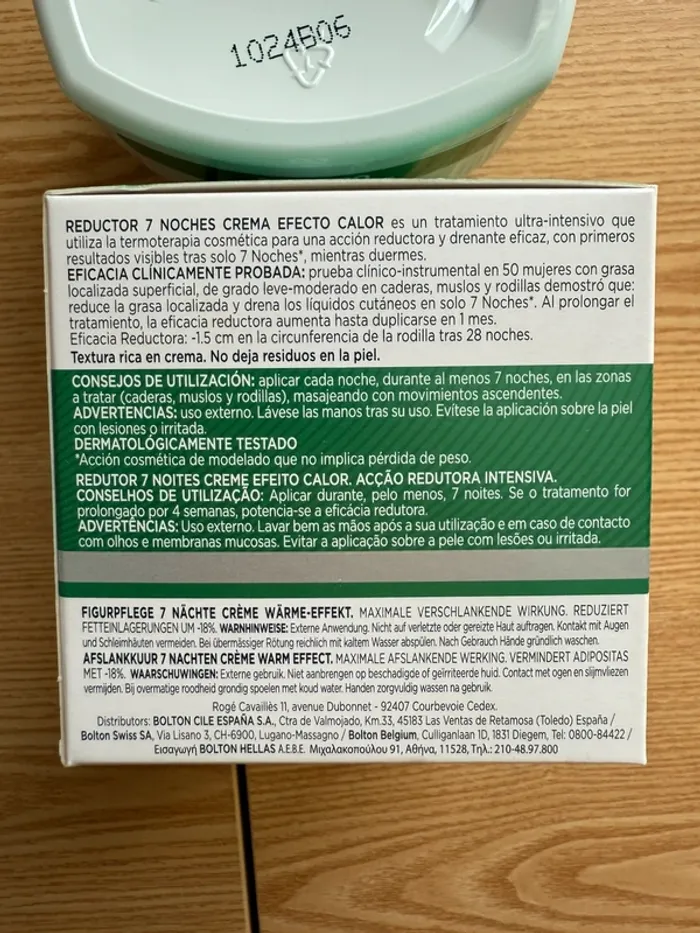 1024B06
REDUCTOR 7 NOCHES CREMA EFECTO CALOR es un tratamiento ultra-intensivo que
utiliza la termoterapia cosmética para una acción reductora y drenante eficaz, con primeros
resultados visibles tras solo 7 Noches*, mientras duermes.
EFICACIA CLÍNICAMENTE PROBADA: prueba clínico-instrumental en 50 mujeres con grasa
localizada superficial, de grado leve-moderado en caderas, muslos y rodillas demostró que:
reduce la grasa localizada y drena los líquidos cutáneos en solo 7 Noches*. Al prolongar el
tratamiento, la eficacia reductora aumenta hasta duplicarse en 1 mes.
Eficacia Reductora: -1.5 cm en la circunferencia de la rodilla tras 28 noches.
Textura rica en crema. No deja residuos en la piel.
CONSEJOS DE UTILIZACIÓN: aplicar cada noche, durante al menos 7 noches, en las zonas
a tratar (caderas, muslos y rodillas), masajeando con movimientos ascendentes.
ADVERTENCIAS: uso externo. Lávese las manos tras su uso. Evítese la aplicación sobre la piel
con lesiones o irritada.
DERMATOLÓGICAMENTE TESTADO
*Acción cosmética de modelado que no implica pérdida de peso.
REDUTOR 7 NOITES CREME EFEITO CALOR. ACÇÃO REDUTORA INTENSIVA.
CONSELHOS DE UTILIZAÇÃO: Aplicar durante, pelo menos, 7 noites. Se o tratamento for
prolongado por 4 semanas, potencia-se a eficácia redutora.
ADVERTÊNCIAS: Uso externo. Lavar bem as mãos após a sua utilização e em caso de contacto
com olhos e membranas mucosas. Evitar a aplicação sobre a pele com lesões ou irritada.
FIGURPFLEGE 7 NÄCHTE CRÈME WÄRME-EFFEKT. MAXIMALE VERSCHLANKENDE WIRKUNG. REDUZIERT
FETTEINLAGERUNGEN UM -18%. WARNHINWEISE: Externe Anwendung. Nicht auf verletzte oder gereizte Haut auftragen. Kontakt mit Augen
und Schleimhäuten vermeiden. Bei übermässiger Rötung reichlich mit kaltem Wasser abspülen. Nach Gebrauch Hände gründlich waschen.
AFSLANKKUUR 7 NACHTEN CRÈME WARM EFFECT. MAXIMALE AFSLANKENDE WERKING. VERMINDERT ADIPOSITAS
MET -18%. WAARSCHUWINGEN: Externe gebruik. Niet aanbrengen op beschadigde of geïrriteerde huid. Contact met ogen en slijmvliezen
vermijden. Bij overmatige roodheid grondig spoelen met koud water. Handen zorgvuldig wassen na gebruik.
Rogé Cavaillès 11, avenue Dubonnet - 92407 Courbevoie Cedex.
Distributors: BOLTON CILE ESPAÑA S.A., Ctra de Valmojado, Km.33, 45183 Las Ventas de Retamosa (Toledo) España /
Bolton Swiss SA, Via Lisano 3, CH-6900, Lugano-Massagno / Bolton Belgium, Culliganlaan 1D, 1831 Diegem, Tel: 0800-84422 /
Εισαγωγή BOLTON HELLAS A.E.B.E. Μιχαλακοπούλου 91, Αθήνα, 11528, Τηλ.: 210-48.97.800